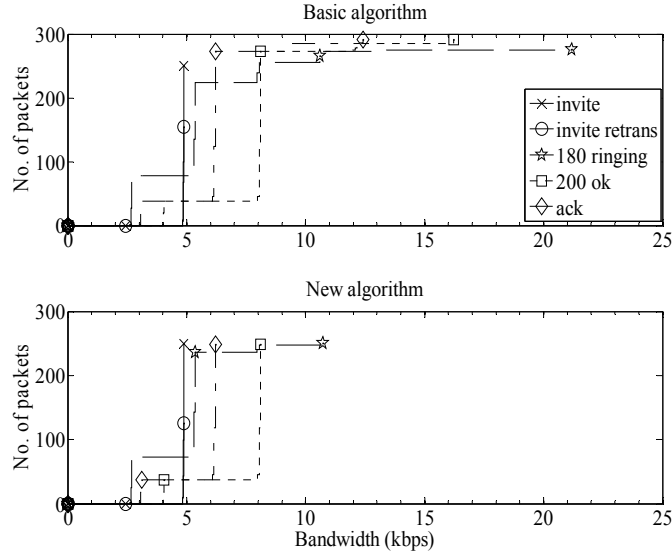 Basic algorithm
300
200
100
0
No. of packets
0 5 10 15 20 25
invite
invite retrans
180 ringing
200 ok
ack
New algorithm
300
200
100
0
No. of packets
0 5 10 15 20 25
Bandwidth (kbps)